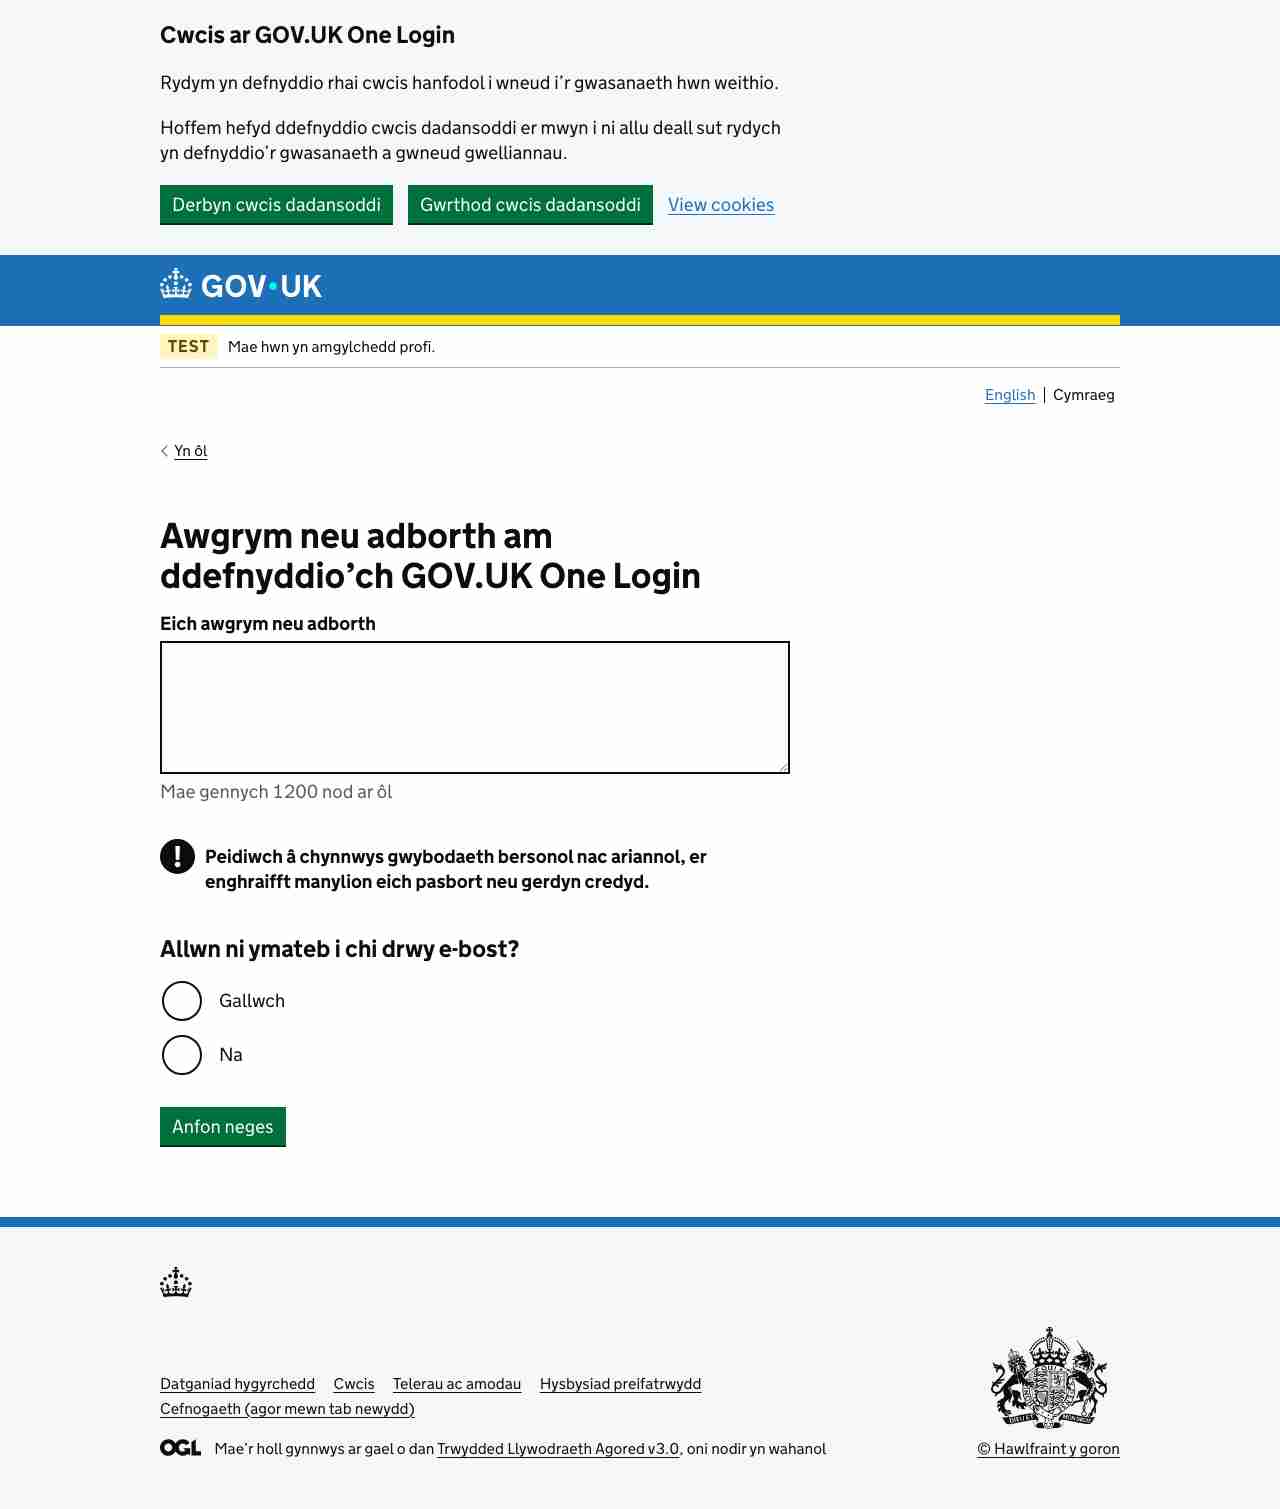 Cwcis ar GOV.UK One Login
Rydym yn defnyddio rhai cwcis hanfodol i wneud i’r gwasanaeth hwn weithio.
Hoffem hefyd ddefnyddio cwcis dadansoddi er mwyn i ni allu deall sut rydych
yn defnyddio’r gwasanaeth a gwneud gwelliannau.
Derbyn cwcis dadansoddi Gwrthod cwcis dadansoddi View cookies
GOV·UK
TEST Mae hwn yn amgylchedd profi.
English | Cymraeg
Yn ôl
Awgrym neu adborth am
ddefnyddio’ch GOV.UK One Login
Eich awgrym neu adborth
Mae gennych 1200 nod ar ôl
! Peidiwch â chynnwys gwybodaeth bersonol nac ariannol, er
enghraifft manylion eich pasbort neu gerdyn credyd.
Allwn ni ymateb i chi drwy e-bost?
Gallwch
Na
Anfon neges
Datganiad hygyrchedd Cwcis Telerau ac amodau Hysbysiad preifatrwydd
Cefnogaeth (agor mewn tab newydd)
OGL Mae’r holl gynnwys ar gael o dan Trwydded Llywodraeth Agored v3.0, oni nodir yn wahanol
© Hawlfraint y goron